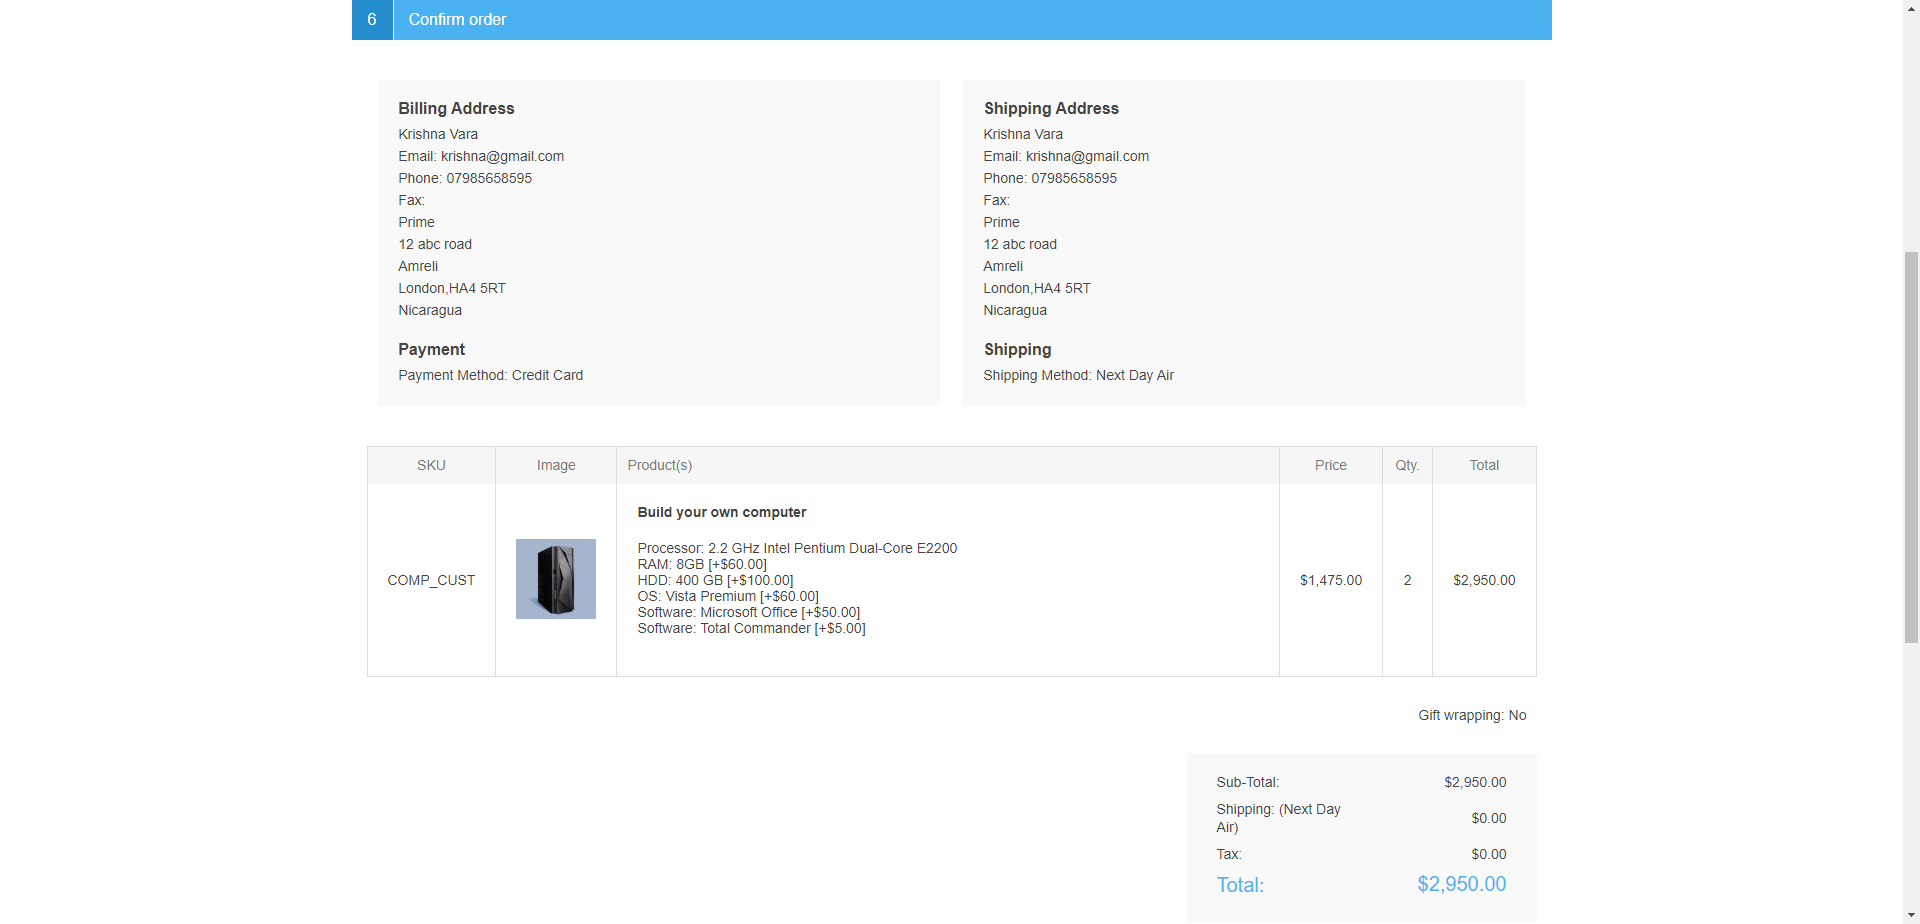 6 Confirm order
Billing Address
Krishna Vara
Email: krishna@gmail.com
Phone: 07985658595
Fax:
Prime
12 abc road
Amreli
London,HA4 5RT
Nicaragua
Payment
Payment Method: Credit Card
Shipping Address
Krishna Vara
Email: krishna@gmail.com
Phone: 07985658595
Fax:
Prime
12 abc road
Amreli
London,HA4 5RT
Nicaragua
Shipping
Shipping Method: Next Day Air
SKU Image Product(s) Price Qty. Total
Build your own computer
Processor: 2.2 GHz Intel Pentium Dual-Core E2200
RAM: 8GB [+$60.00]
HDD: 400 GB [+$100.00]
COMP_CUST $1,475.00 2 $2,950.00
OS: Vista Premium [+$60.00]
Software: Microsoft Office [+$50.00]
Software: Total Commander [+$5.00]
Gift wrapping: No
Sub-Total: $2,950.00
Shipping: (Next Day
Air) $0.00
Tax: $0.00
Total: $2,950.00